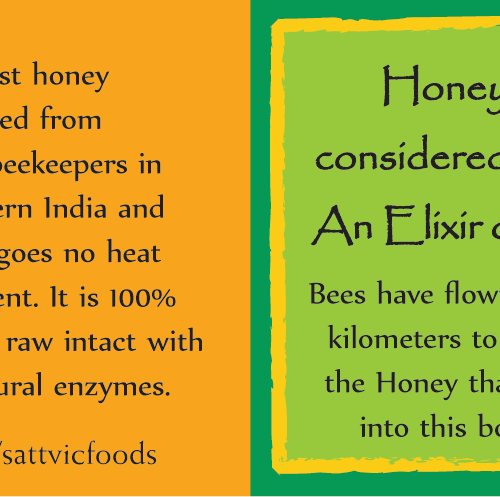 st honey
ed from
beekeepers in
ern India and
goes no heat
ent. It is 100%
raw intact with
ural enzymes.
/sattvicfoods
Honey
considered
An Elixir
Bees have flow
kilometers to
the Honey tha
into this bo